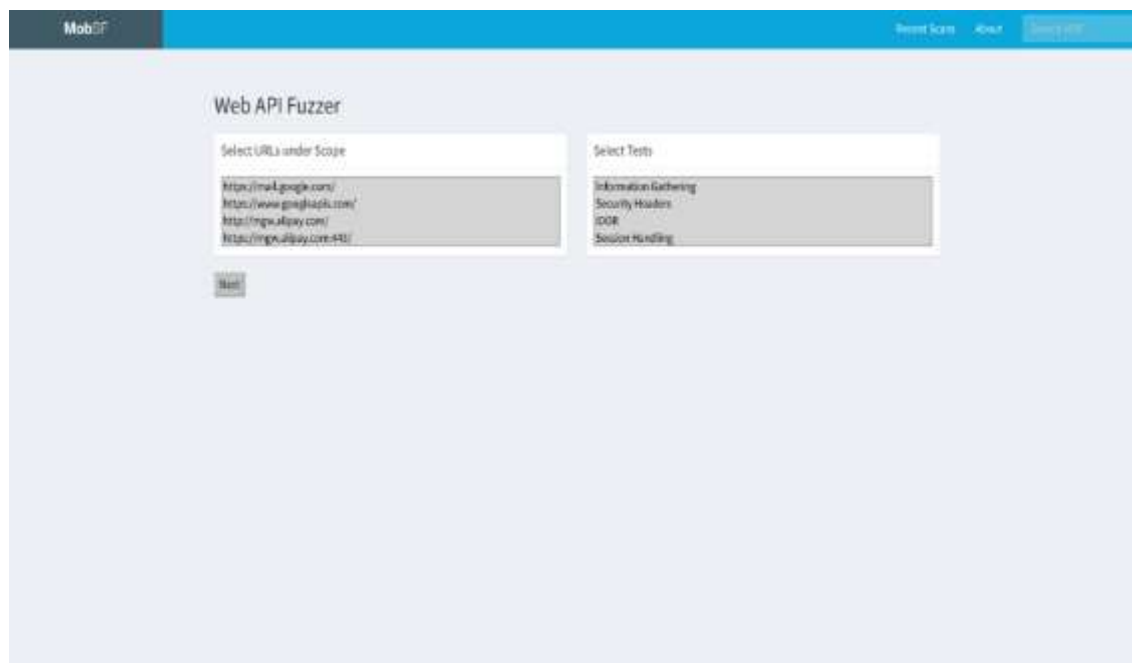 MobSF
Recent Scans About
Web API Fuzzer
Select URLs under Scope
https://mail.google.com/
https://www.googleapis.com/
http://mgw.alipay.com/
https://mgw.alipay.com:443/
Select Tests
Information Gathering
Security Headers
IDOR
Session Handling
Next